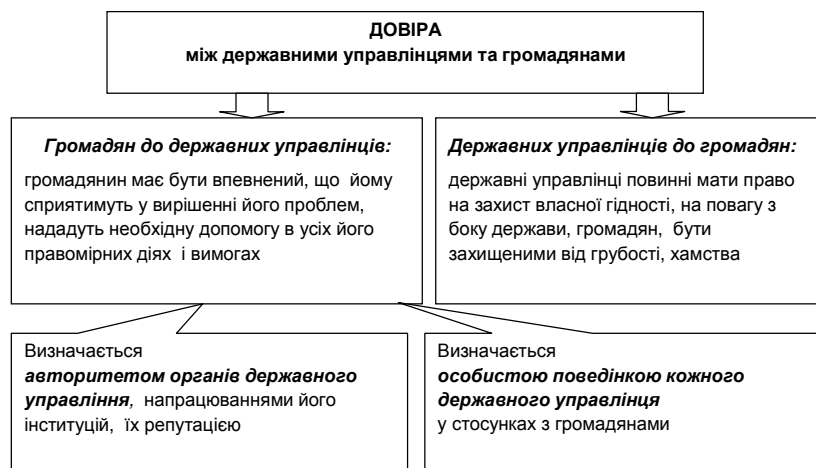 ДОВІРА
між державними управлінцями та громадянами
Громадян до державних управлінців:
громадянин має бути впевнений, що йому
сприятимуть у вирішенні його проблем,
нададуть необхідну допомогу в усіх його
правомірних діях і вимогах
Державних управлінців до громадян:
державні управлінці повинні мати право
на захист власної гідності, на повагу з
боку держави, громадян, бути
захищеними від грубості, хамства
Визначається
авторитетом органів державного
управління, напрацюваннями його
інституцій, їх репутацією
Визначається
особистою поведінкою кожного
державного управлінця
у стосунках з громадянами